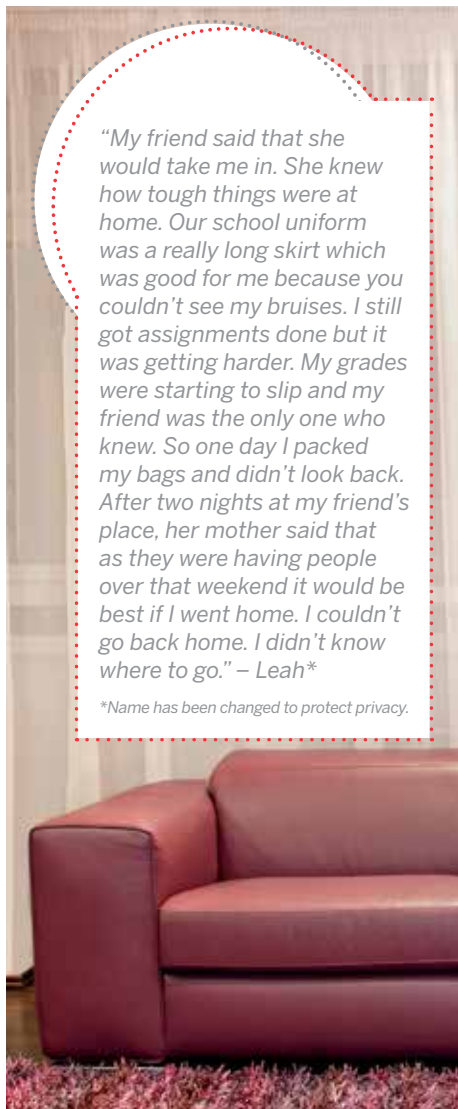 “My friend said that she
would take me in. She knew
how tough things were at
home. Our school uniform
was a really long skirt which
was good for me because you
couldn’t see my bruises. I still
got assignments done but it
was getting harder. My grades
were starting to slip and my
friend was the only one who
knew. So one day I packed
my bags and didn’t look back.
After two nights at my friend’s
place, her mother said that
as they were having people
over that weekend it would be
best if I went home. I couldn’t
go back home. I didn’t know
where to go.” – Leah*
*Name has been changed to protect privacy.